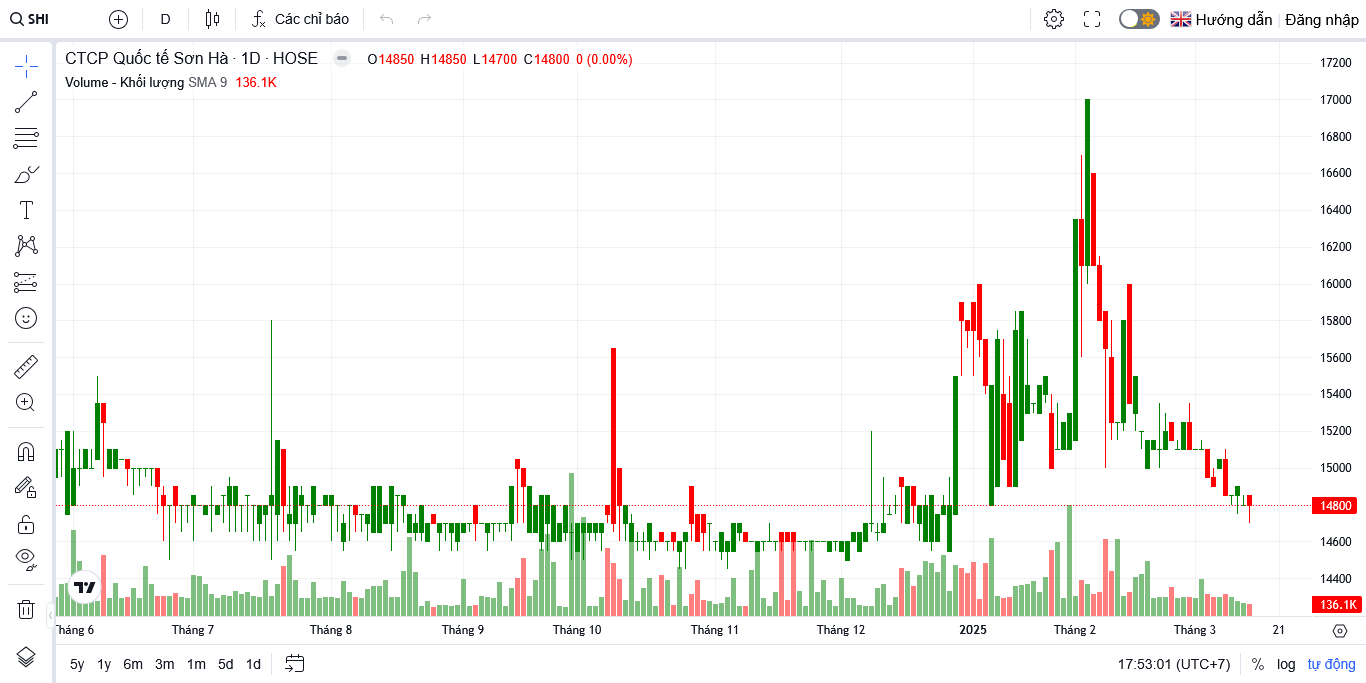 SHI D Các chỉ báo Hướng dẫn Đăng nhập
CTCP Quốc tế Sơn Hà · 1D · HOSE O14850 H14850 L14700 C14800 0 (0.00%)
Volume - Khối lượng SMA 9 136.1K
17200
17000
16800
16600
16400
16200
16000
15800
15600
15400
15200
15000
14800
14600
14400
136.1K
Tháng 6 Tháng 7 Tháng 8 Tháng 9 Tháng 10 Tháng 11 Tháng 12 2025 Tháng 2 Tháng 3 21
5y 1y 6m 3m 1m 5d 1d 17:53:01 (UTC+7) % log tự động